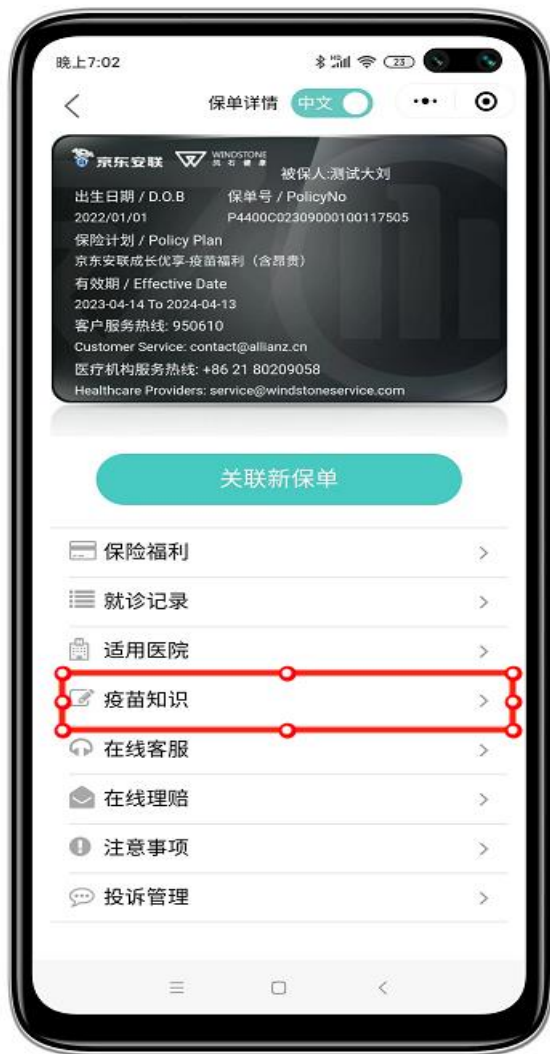 晚上7:02
23
保单详情 中文
京东安联 WINDSTONE
风石健康
被保人:测试大刘
出生日期 / D.O.B 保单号 / PolicyNo
2022/01/01 P4400C02309000100117505
保险计划 / Policy Plan
京东安联成长优享-疫苗福利（含昂贵）
有效期 / Effective Date
2023-04-14 To 2024-04-13
客户服务热线: 950610
Customer Service: contact@allianz.cn
医疗机构服务热线: +86 21 80209058
Healthcare Providers: service@windstoneservice.com
关联新保单
保险福利
就诊记录
适用医院
疫苗知识
在线客服
在线理赔
注意事项
投诉管理